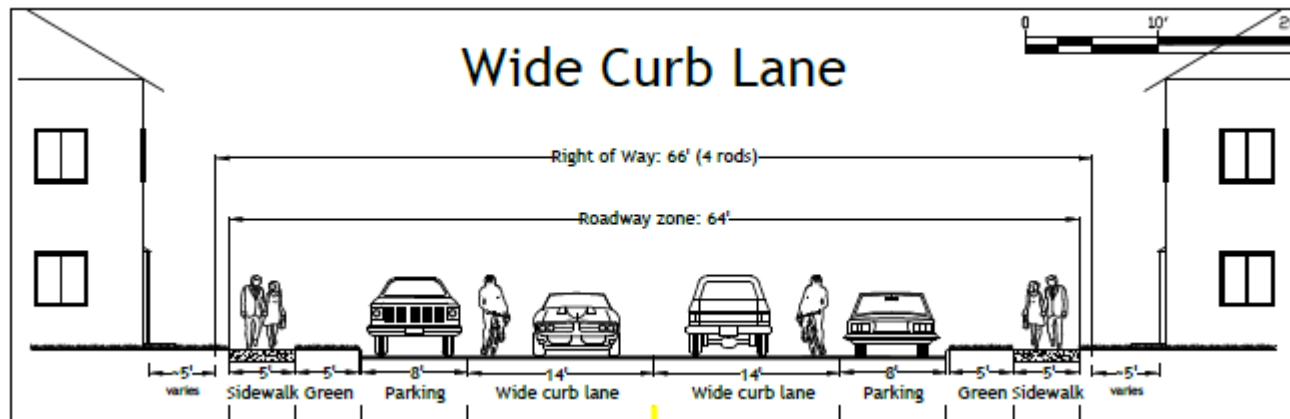 0 10' 2
Wide Curb Lane
Right of Way: 66' (4 rods)
Roadway zone: 64'
~5' 5' 5' 8' 14' 14' 8' 5' 5' ~5'
varies Sidewalk Green Parking Wide curb lane Wide curb lane Parking Green Sidewalk varies